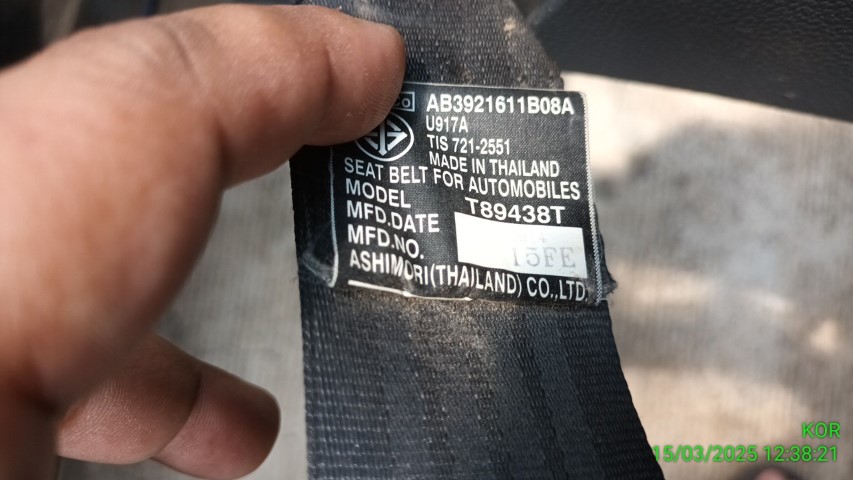 AB3921611B08A
U917A
TIS 721-2551
MADE IN THAILAND
SEAT BELT FOR AUTOMOBILES
MODEL T89438T
MFD.DATE
MFD.NO. 15FE
ASHIMORI(THAILAND) CO.,LTD.
KOR
15/03/2025 12:38:21